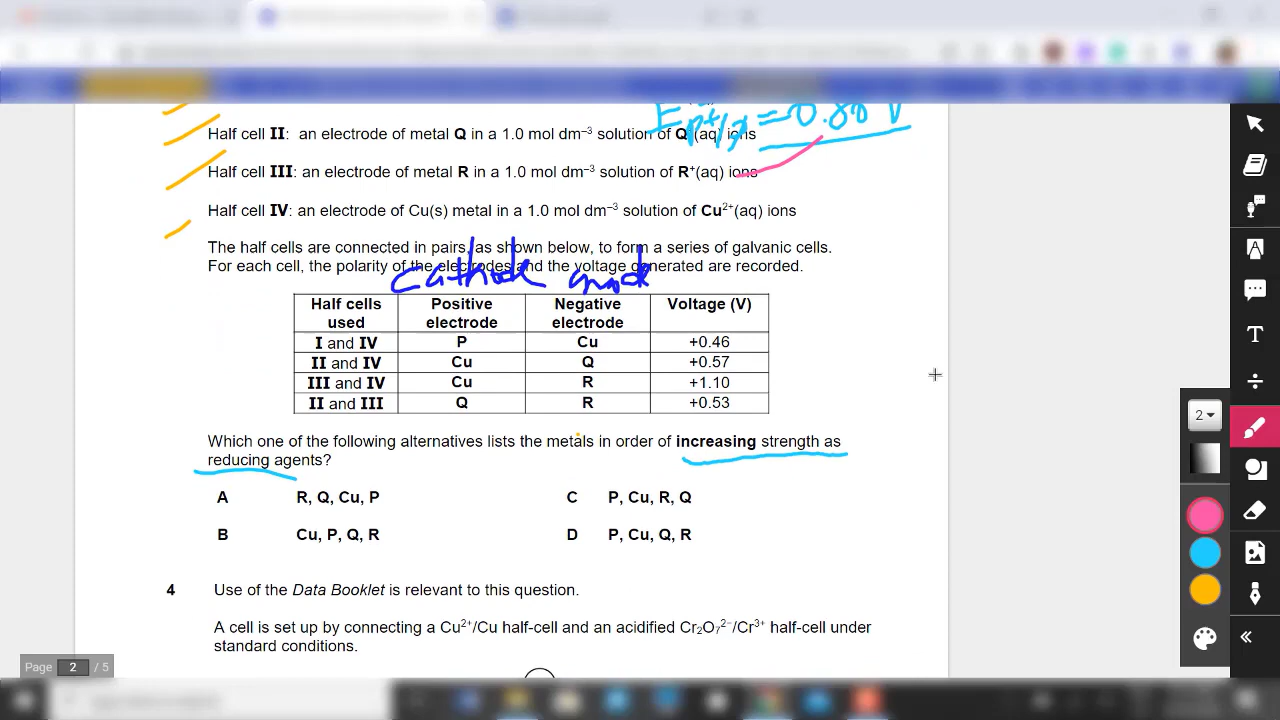 E P+/P = 0.80 V
Half cell II: an electrode of metal Q in a 1.0 mol dm⁻³ solution of Q⁺(aq) ions
Half cell III: an electrode of metal R in a 1.0 mol dm⁻³ solution of R⁺(aq) ions
Half cell IV: an electrode of Cu(s) metal in a 1.0 mol dm⁻³ solution of Cu²⁺(aq) ions
The half cells are connected in pairs, as shown below, to form a series of galvanic cells.
For each cell, the polarity of the electrodes and the voltage generated are recorded.
Cathode anode
Half cells used Positive electrode Negative electrode Voltage (V)
I and IV P Cu +0.46
II and IV Cu Q +0.57
III and IV Cu R +1.10
II and III Q R +0.53
Which one of the following alternatives lists the metals in order of increasing strength as
reducing agents?
A R, Q, Cu, P C P, Cu, R, Q
B Cu, P, Q, R D P, Cu, Q, R
4 Use of the Data Booklet is relevant to this question.
A cell is set up by connecting a Cu²⁺/Cu half-cell and an acidified Cr₂O₇²⁻/Cr³⁺ half-cell under
standard conditions.
Page 2 / 5
2
T